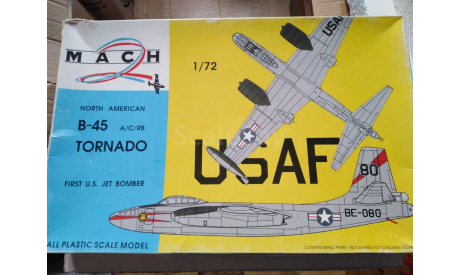 MACH
2
1/72
NORTH AMERICAN
B-45 A/C/RB
TORNADO
USAF
FIRST U.S. JET BOMBER
80
BE-080
ALL PLASTIC SCALE MODEL
USAF
BE